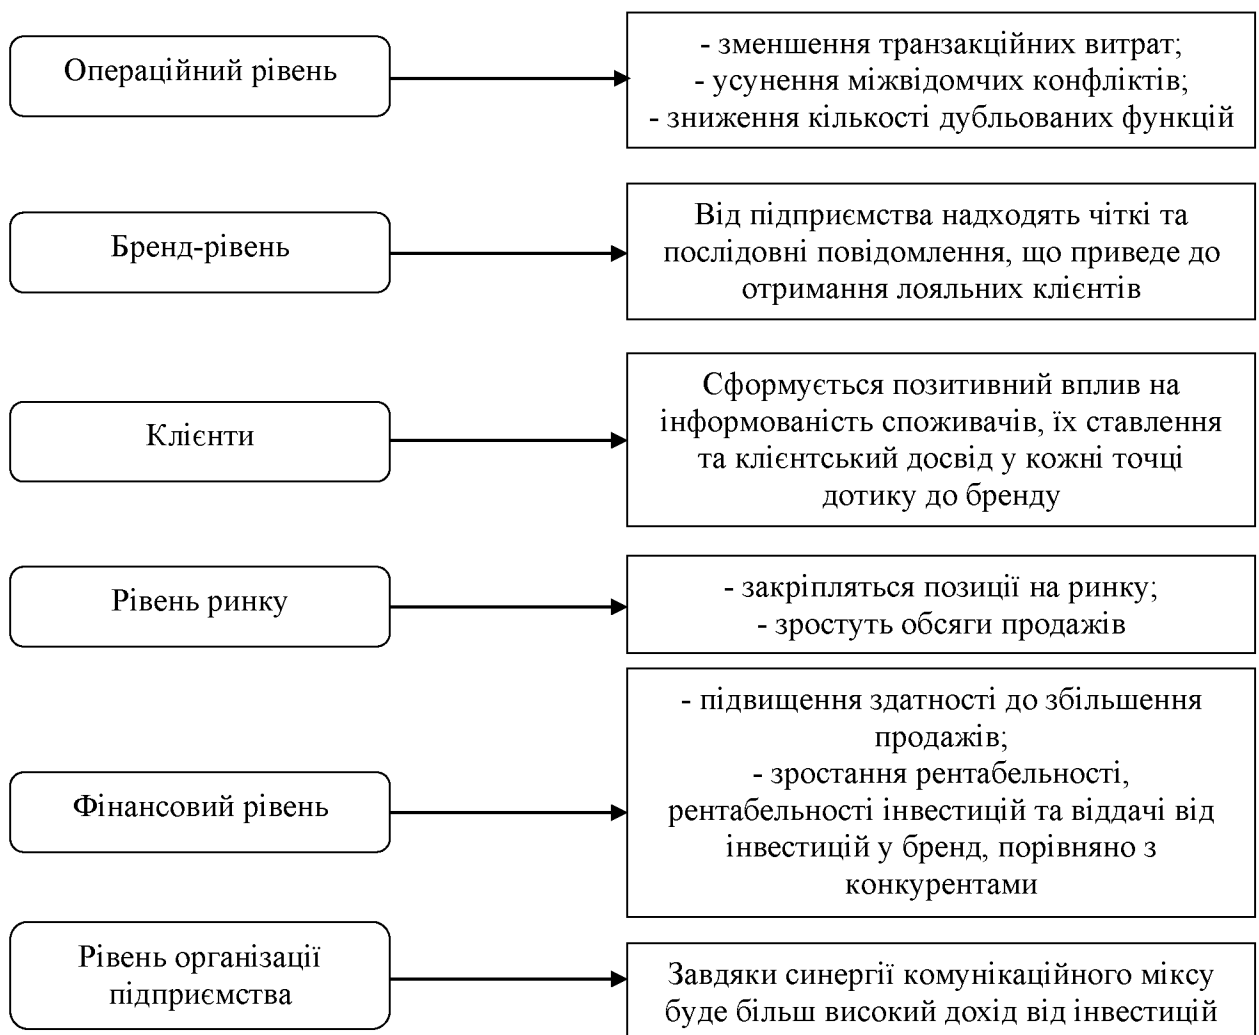 Операційний рівень
- зменшення транзакційних витрат;
- усунення міжвідомчих конфліктів;
- зниження кількості дубльованих функцій
Бренд-рівень
Від підприємства надходять чіткі та
послідовні повідомлення, що приведе до
отримання лояльних клієнтів
Клієнти
Сформується позитивний вплив на
інформованість споживачів, їх ставлення
та клієнтський досвід у кожні точці
дотику до бренду
Рівень ринку
- закріпляться позиції на ринку;
- зростуть обсяги продажів
Фінансовий рівень
- підвищення здатності до збільшення
продажів;
- зростання рентабельності,
рентабельності інвестицій та віддачі від
інвестицій у бренд, порівняно з
конкурентами
Рівень організації
підприємства
Завдяки синергії комунікаційного міксу
буде більш високий дохід від інвестицій